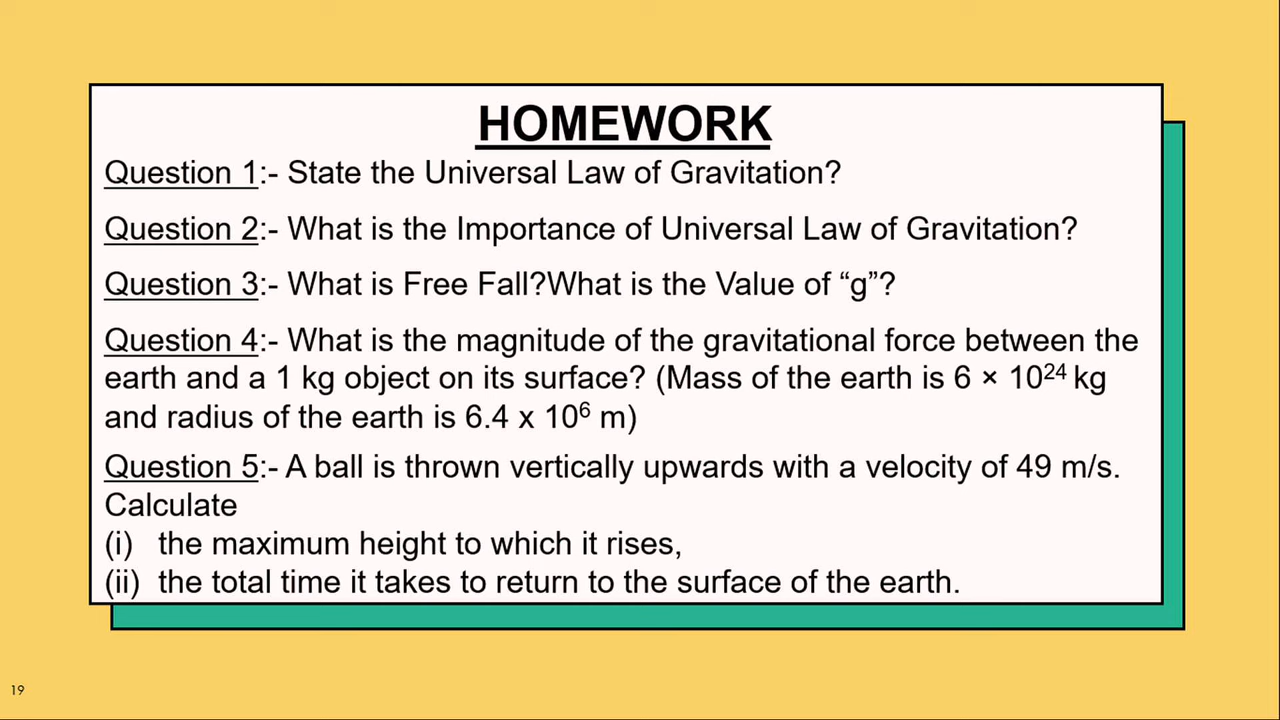 HOMEWORK
Question 1:- State the Universal Law of Gravitation?
Question 2:- What is the Importance of Universal Law of Gravitation?
Question 3:- What is Free Fall?What is the Value of “g”?
Question 4:- What is the magnitude of the gravitational force between the
earth and a 1 kg object on its surface? (Mass of the earth is 6 × 10²⁴ kg
and radius of the earth is 6.4 x 10⁶ m)
Question 5:- A ball is thrown vertically upwards with a velocity of 49 m/s.
Calculate
(i) the maximum height to which it rises,
(ii) the total time it takes to return to the surface of the earth.
19